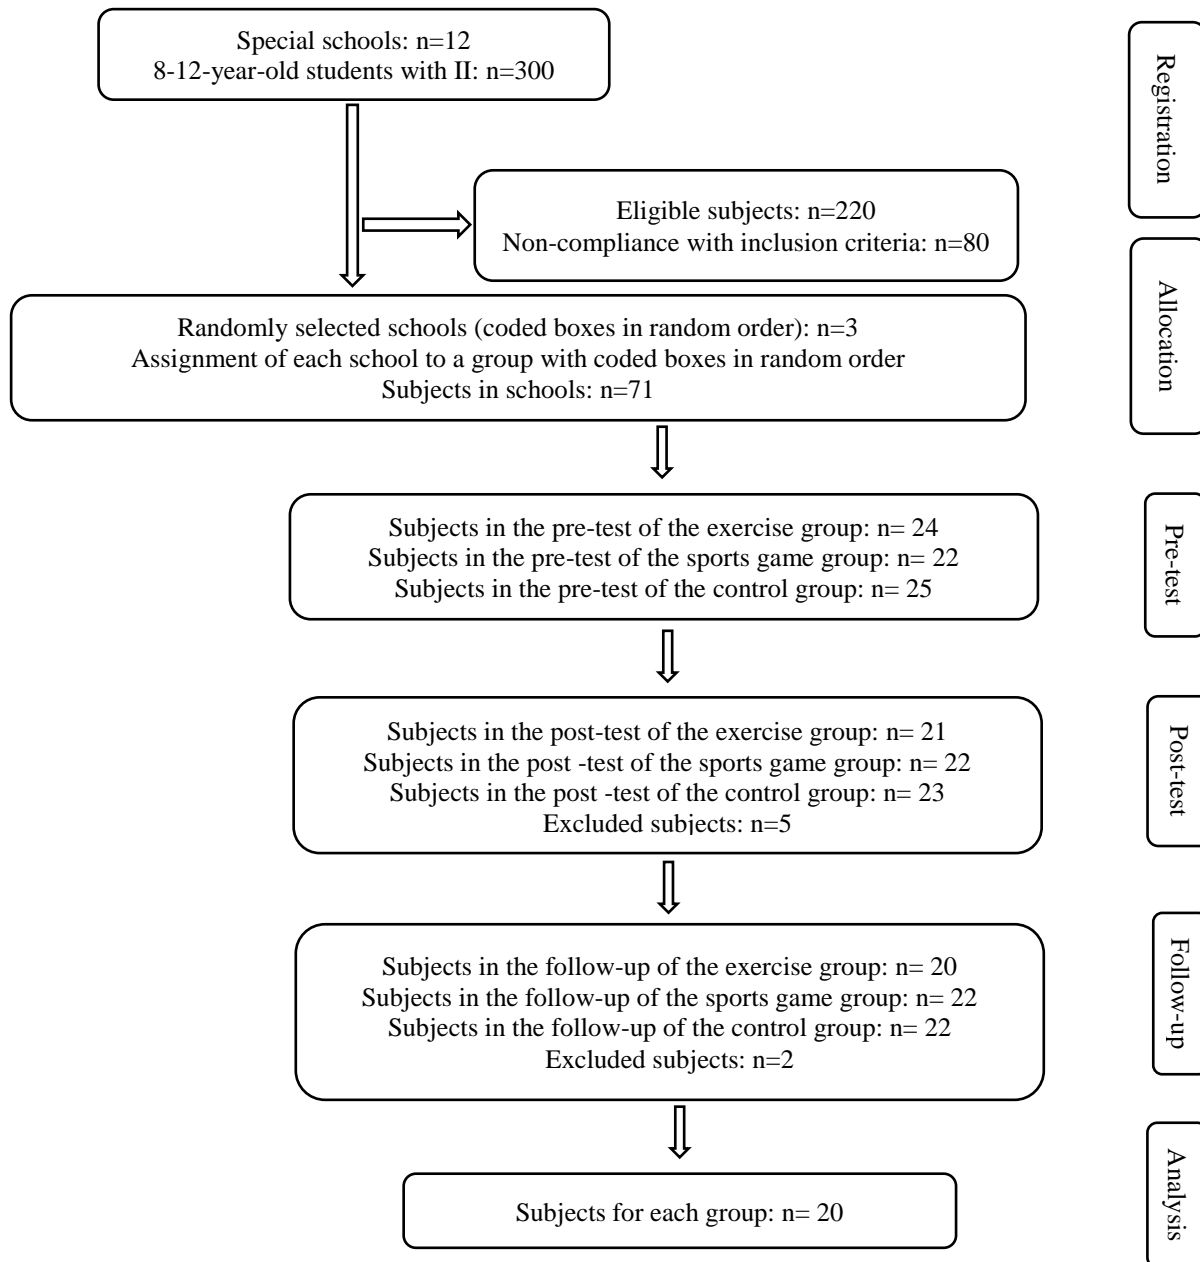 Special schools: n=12
8-12-year-old students with II: n=300
Registration
Eligible subjects: n=220
Non-compliance with inclusion criteria: n=80
Randomly selected schools (coded boxes in random order): n=3
Assignment of each school to a group with coded boxes in random order
Subjects in schools: n=71
Allocation
Subjects in the pre-test of the exercise group: n= 24
Subjects in the pre-test of the sports game group: n= 22
Subjects in the pre-test of the control group: n= 25
Pre-test
Subjects in the post-test of the exercise group: n= 21
Subjects in the post -test of the sports game group: n= 22
Subjects in the post -test of the control group: n= 23
Excluded subjects: n=5
Post-test
Subjects in the follow-up of the exercise group: n= 20
Subjects in the follow-up of the sports game group: n= 22
Subjects in the follow-up of the control group: n= 22
Excluded subjects: n=2
Follow-up
Subjects for each group: n= 20
Analysis